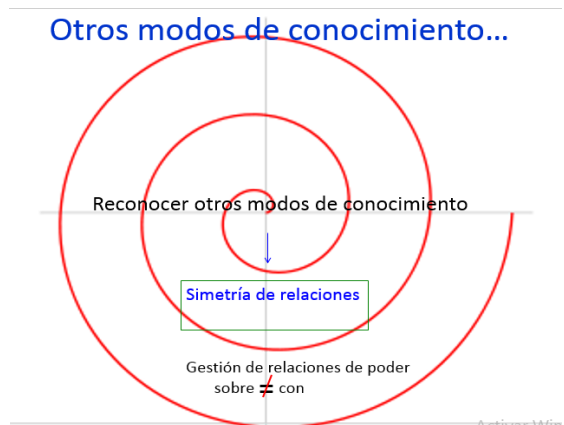 Otros modos de conocimiento...
Reconocer otros modos de conocimiento
Simetría de relaciones
Gestión de relaciones de poder
sobre ≠ con